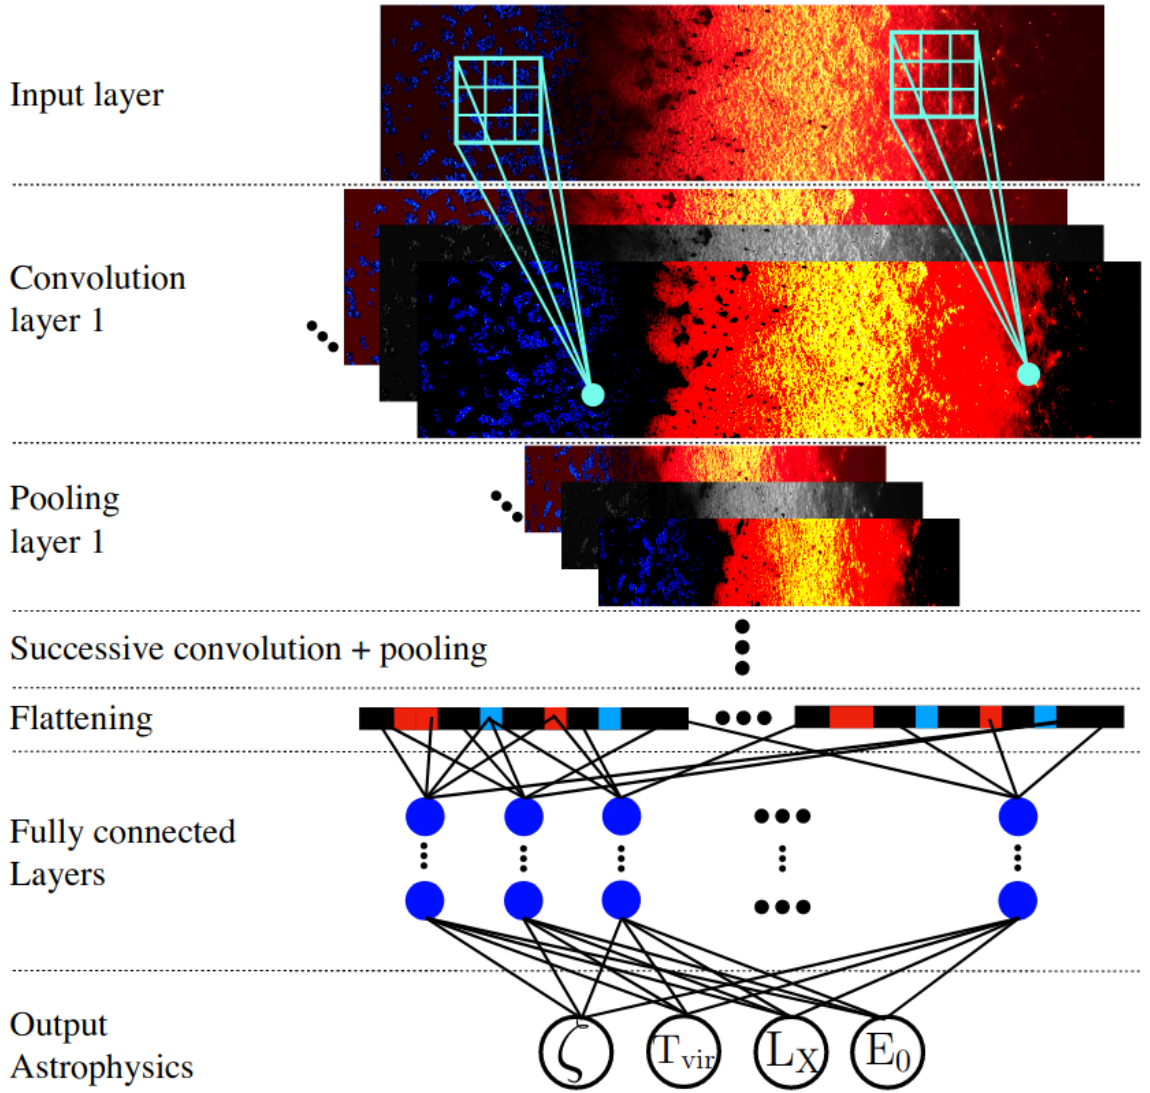 Input layer
Convolution
layer 1
Pooling
layer 1
Successive convolution + pooling
Flattening
Fully connected
Layers
Output
Astrophysics
ζ T_vir L_X E_0